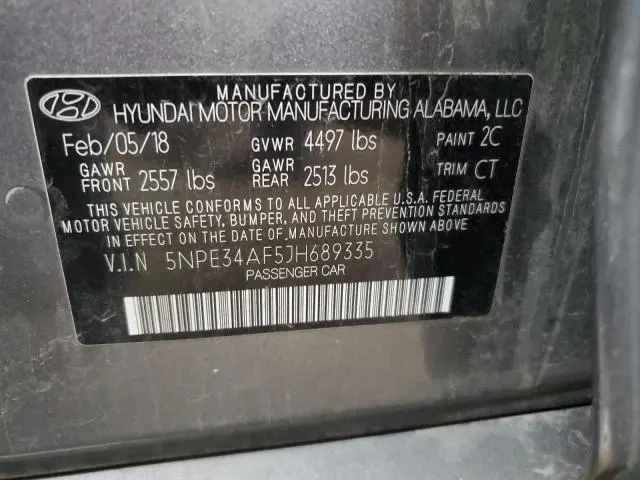 MANUFACTURED BY
HYUNDAI MOTOR MANUFACTURING ALABAMA, LLC
Feb/05/18 GVWR 4497 lbs PAINT 2C
GAWR FRONT 2557 lbs GAWR REAR 2513 lbs TRIM CT
THIS VEHICLE CONFORMS TO ALL APPLICABLE U.S.A. FEDERAL
MOTOR VEHICLE SAFETY, BUMPER, AND THEFT PREVENTION STANDARDS
IN EFFECT ON THE DATE OF MANUFACTURE SHOWN ABOVE.
V.I.N 5NPE34AF5JH689335
PASSENGER CAR